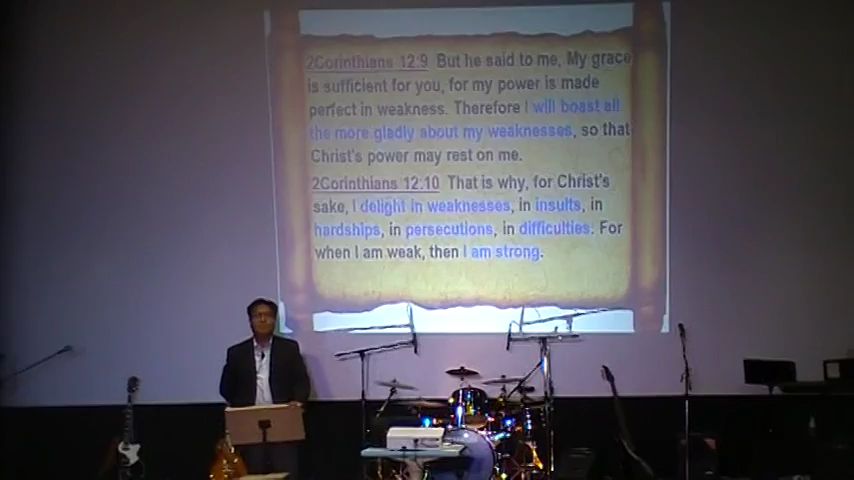 2Corinthians 12:9 But he said to me, My grace
is sufficient for you, for my power is made
perfect in weakness. Therefore I will boast all
the more gladly about my weaknesses, so that
Christ's power may rest on me.
2Corinthians 12:10 That is why, for Christ's
sake, I delight in weaknesses, in insults, in
hardships, in persecutions, in difficulties. For
when I am weak, then I am strong.